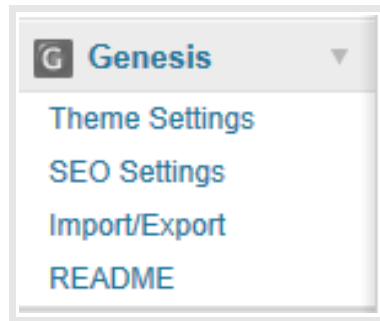 G Genesis
Theme Settings
SEO Settings
Import/Export
README